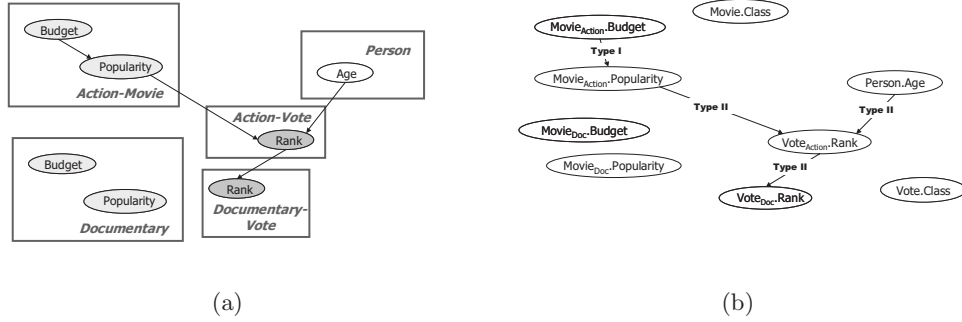 Budget
Popularity
Action-Movie
Person
Age
Action-Vote
Rank
Rank
Documentary-
Vote
Budget
Popularity
Documentary
(a)
Movie.Class
MovieAction.Budget
Type I
MovieAction.Popularity
Person.Age
Type II
Type II
MovieDoc.Budget
VoteAction.Rank
MovieDoc.Popularity
Type II
VoteDoc.Rank
Vote.Class
(b)